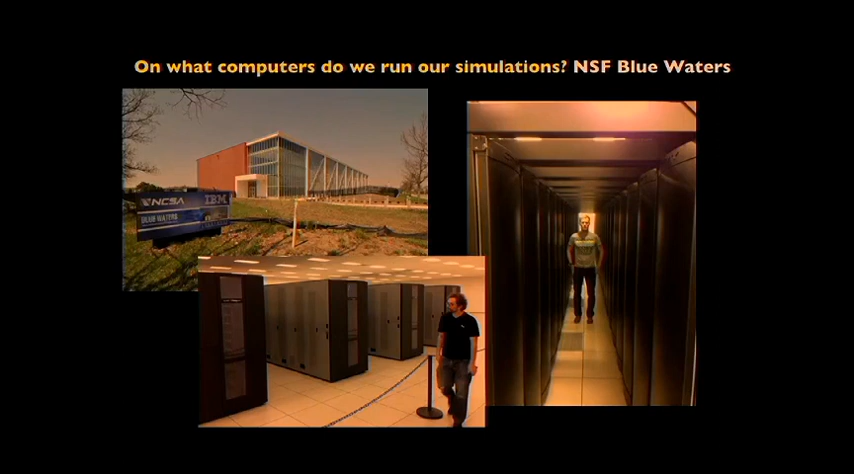 On what computers do we run our simulations? NSF Blue Waters
NCSA IBM
BLUE WATERS